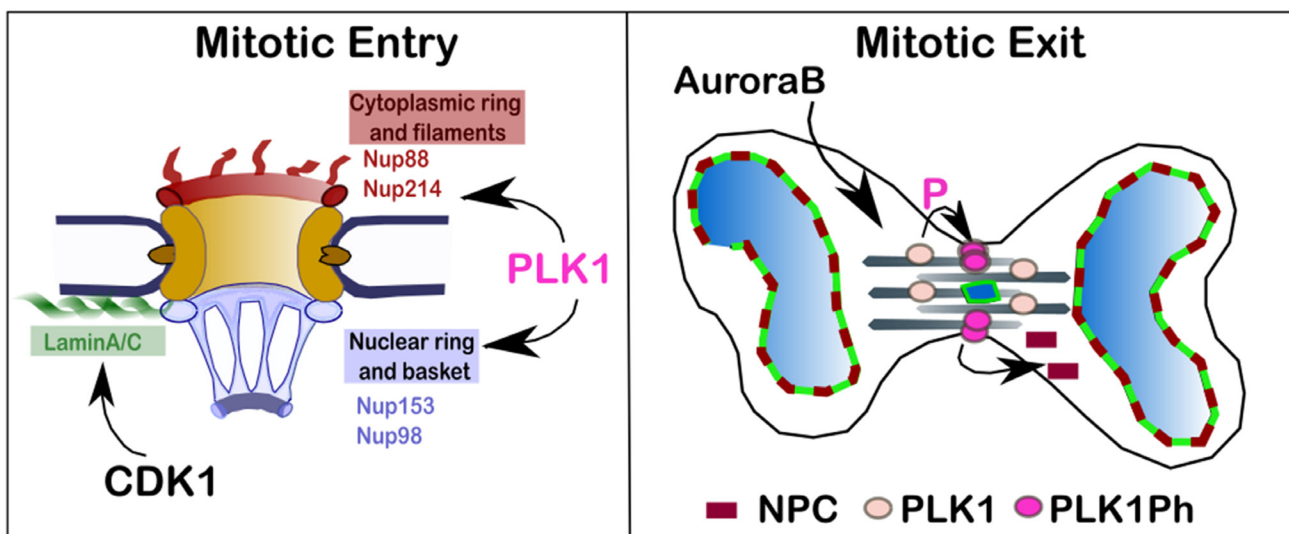 Mitotic Entry
Cytoplasmic ring
and filaments
Nup88
Nup214
PLK1
LaminA/C
Nuclear ring
and basket
Nup153
Nup98
CDK1
Mitotic Exit
AuroraB
P
NPC
PLK1
PLK1Ph